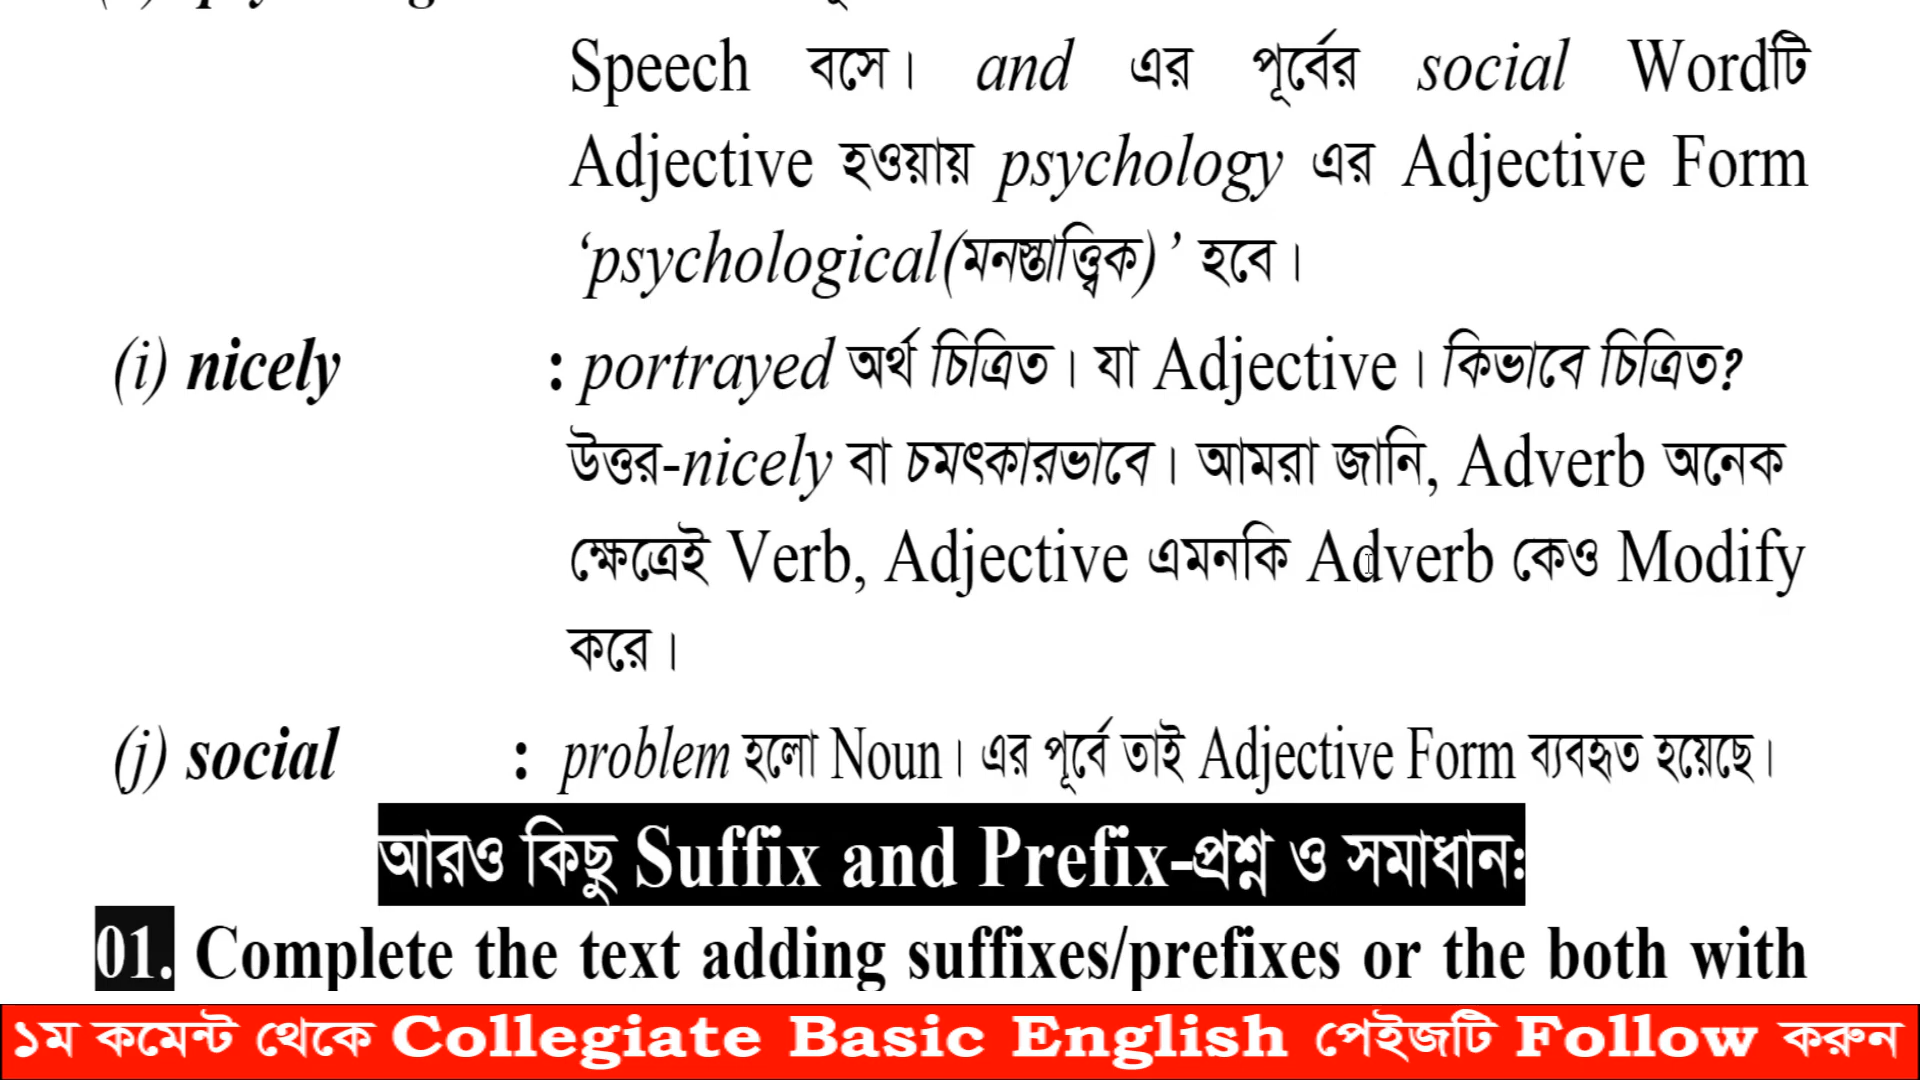 Speech বসে। and এর পূর্বের social Wordটি
Adjective হওয়ায় psychology এর Adjective Form
‘psychological(মনস্তাত্ত্বিক)’ হবে।
(i) nicely : portrayed অর্থ চিত্রিত। যা Adjective। কিভাবে চিত্রিত?
উত্তর-nicely বা চমৎকারভাবে। আমরা জানি, Adverb অনেক
ক্ষেত্রেই Verb, Adjective এমনকি Adverb কেও Modify
করে।
(j) social : problem হলো Noun। এর পূর্বে তাই Adjective Form ব্যবহৃত হয়েছে।
আরও কিছু Suffix and Prefix-প্রশ্ন ও সমাধান:
01. Complete the text adding suffixes/prefixes or the both with
১ম কমেন্ট থেকে Collegiate Basic English পেইজটি Follow করুন